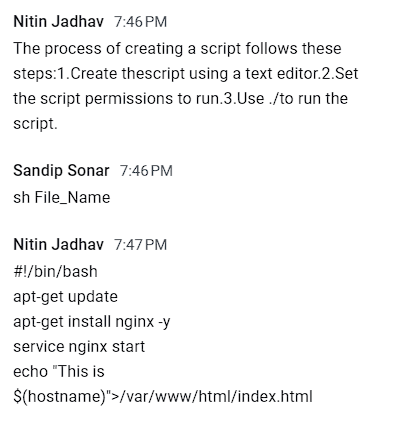 Nitin Jadhav 7:46 PM
The process of creating a script follows these
steps:1.Create thescript using a text editor.2.Set
the script permissions to run.3.Use ./to run the
script.
Sandip Sonar 7:46 PM
sh File_Name
Nitin Jadhav 7:47 PM
#!/bin/bash
apt-get update
apt-get install nginx -y
service nginx start
echo "This is
$(hostname)">/var/www/html/index.html